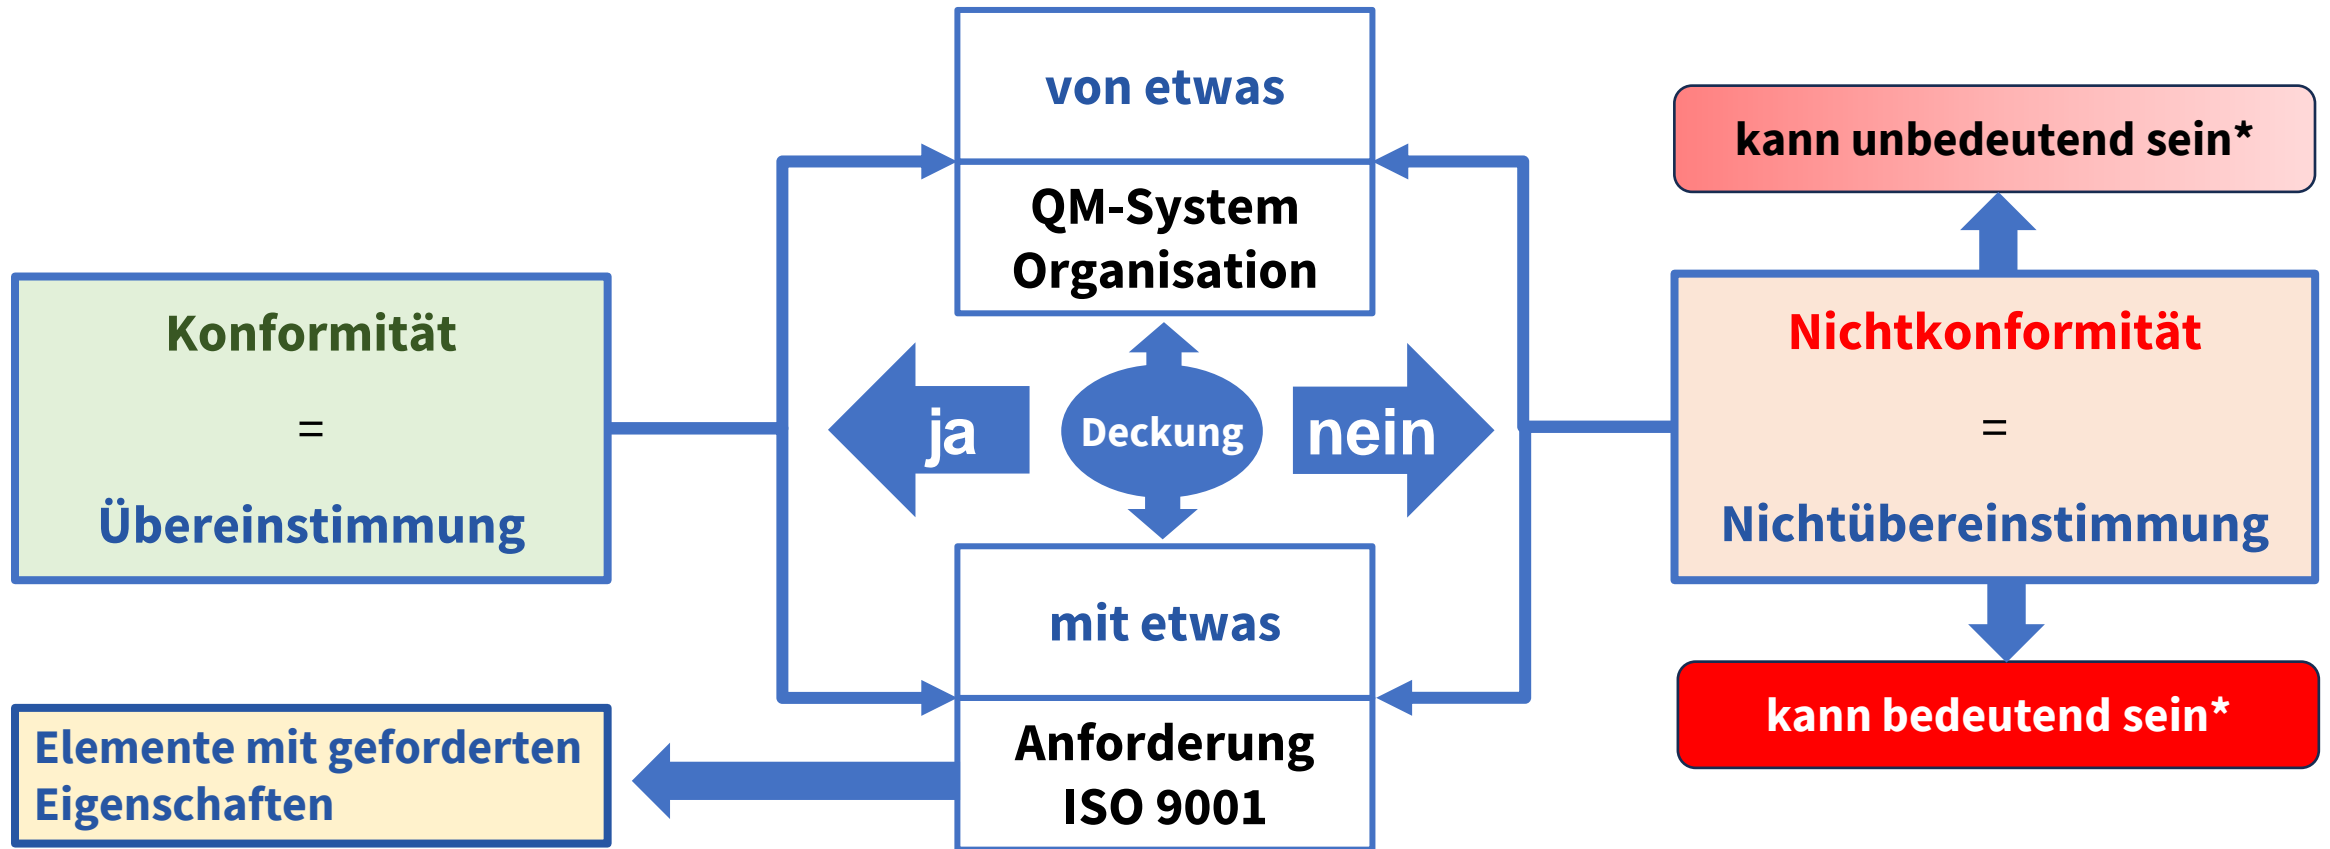 von etwas
QM-System
Organisation
Konformität
=
Übereinstimmung
ja
Deckung
nein
mit etwas
Anforderung
ISO 9001
Elemente mit geforderten
Eigenschaften
kann unbedeutend sein*
Nichtkonformität
=
Nichtübereinstimmung
kann bedeutend sein*